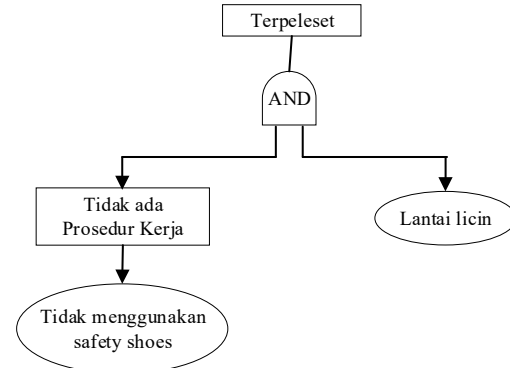 Terpeleset
AND
Tidak ada
Prosedur Kerja
Lantai licin
Tidak menggunakan
safety shoes